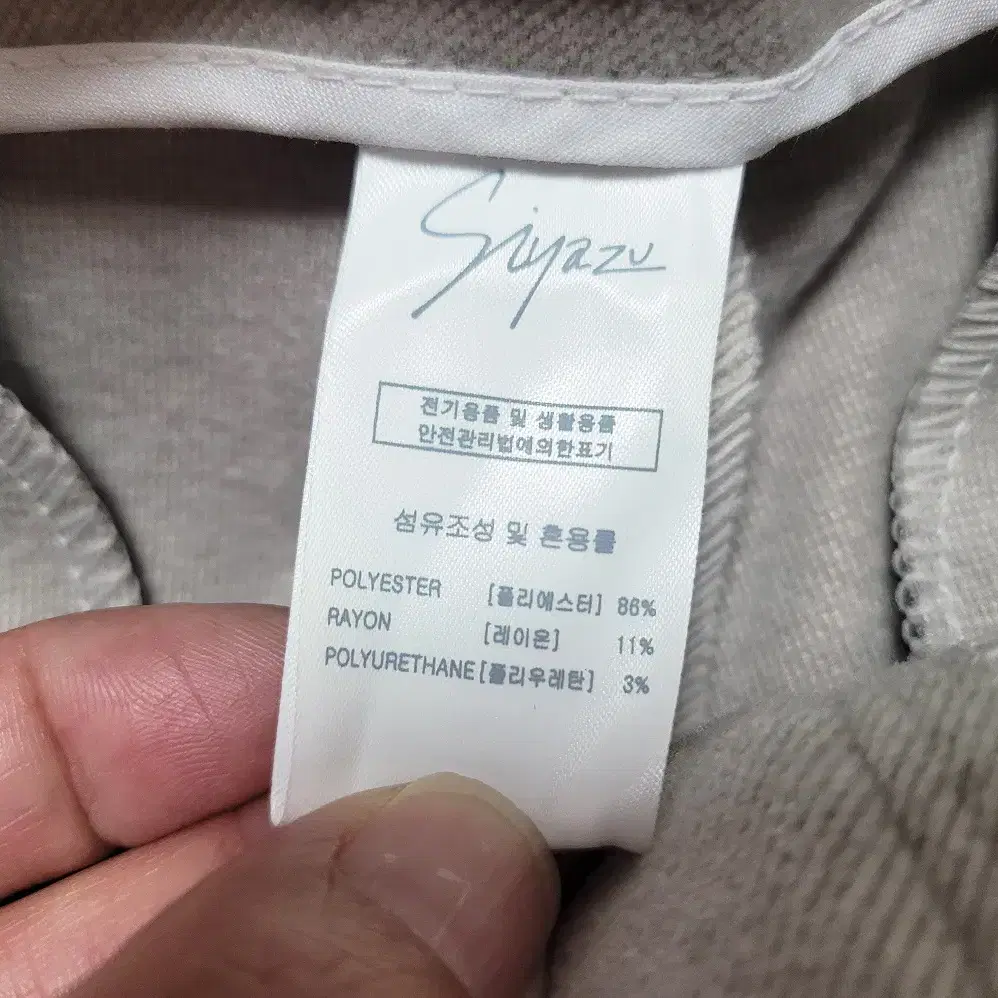 Siyazu
전기용품 및 생활용품
안전관리법에의한표기
섬유조성 및 혼용률
POLYESTER [폴리에스터] 86%
RAYON [레이온] 11%
POLYURETHANE [폴리우레탄] 3%